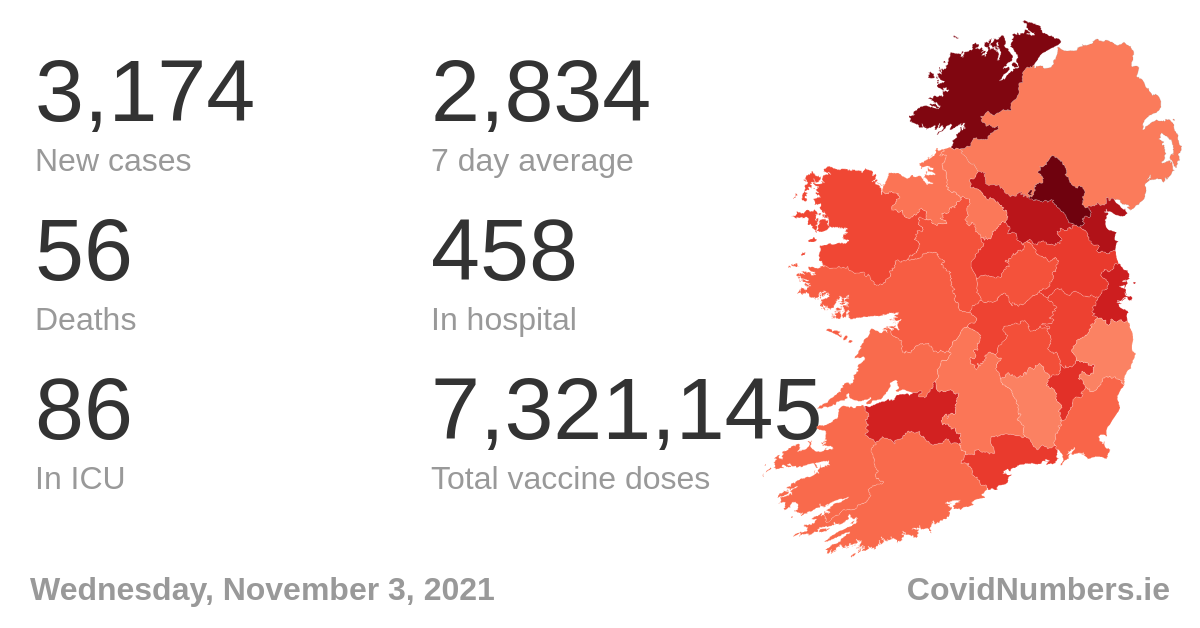 3,174
New cases
2,834
7 day average
56
Deaths
458
In hospital
86
In ICU
7,321,145
Total vaccine doses
Wednesday, November 3, 2021
CovidNumbers.ie